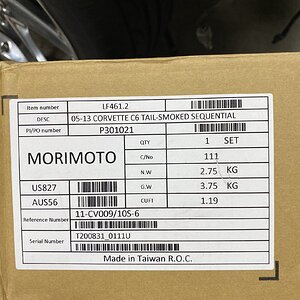 Item number LF461.2
DESC 05-13 CORVETTE C6 TAIL-SMOKED SEQUENTIAL
PI/PO number P301021
MORIMOTO
QTY 1 SET
C/No 111
N.W 2.75 KG
US827 G.W 3.75 KG
AUS56 CUFT 1.19
Reference Number 11-CV009/10S-6
Serial Number T200831_0111U
Made in Taiwan R.O.C.